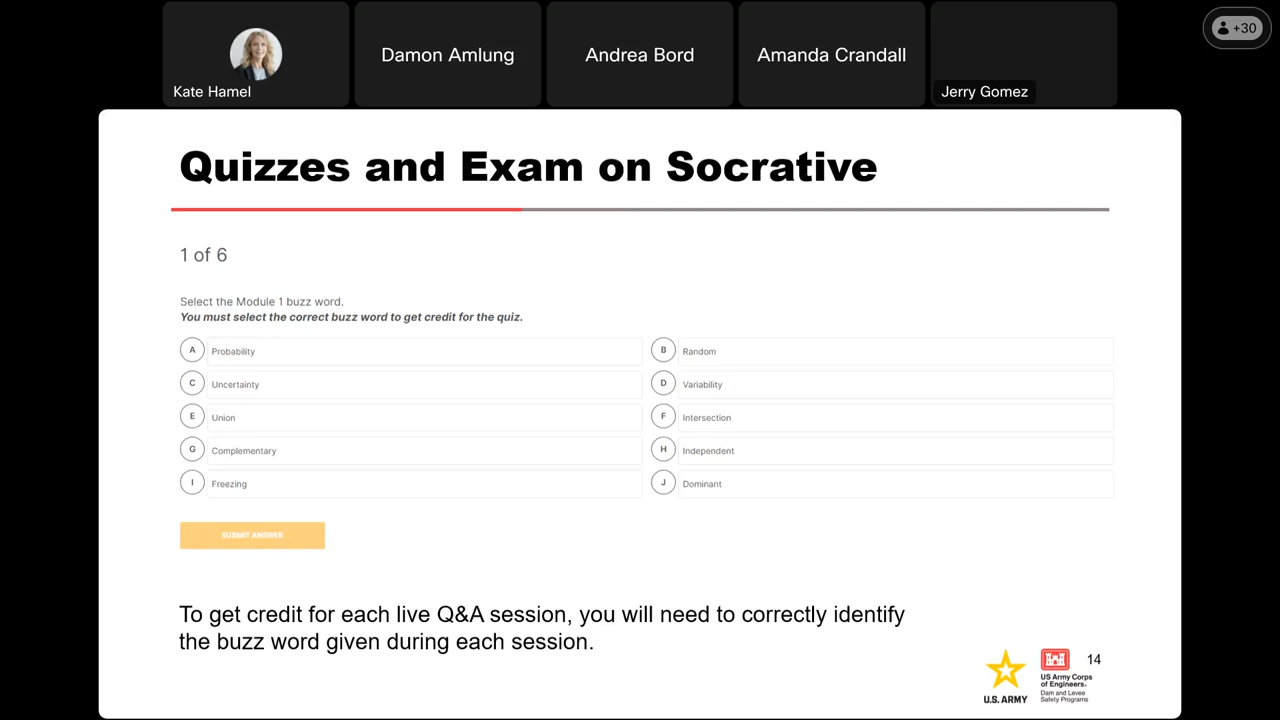 Kate Hamel
Damon Amlung
Andrea Bord
Amanda Crandall
Jerry Gomez
+30
Quizzes and Exam on Socrative
1 of 6
Select the Module 1 buzz word.
You must select the correct buzz word to get credit for the quiz.
A Probability
B Random
C Uncertainty
D Variability
E Union
F Intersection
G Complementary
H Independent
I Freezing
J Dominant
SUBMIT ANSWER
To get credit for each live Q&A session, you will need to correctly identify
the buzz word given during each session.
U.S. ARMY
US Army Corps
of Engineers®
Dam and Levee
Safety Programs
14